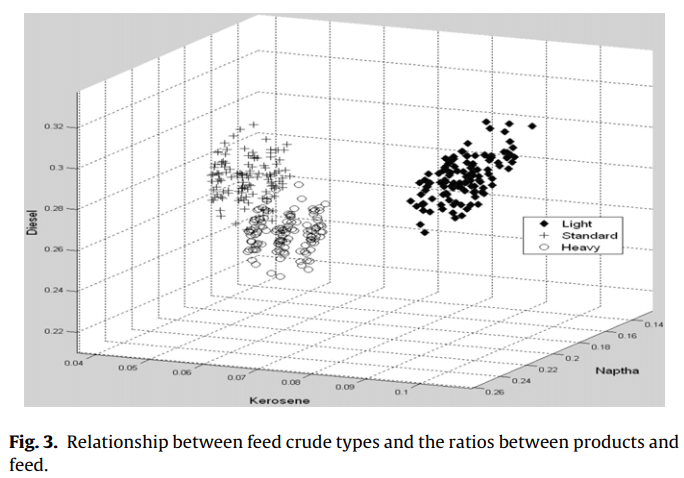 0.32
0.3
0.28
0.26
0.24
0.22
Diesel
0.04
0.05
0.06
0.07
0.08
0.09
0.1
Kerosene
0.26
0.24
0.22
0.2
0.18
0.16
0.14
Naptha
Light
Standard
Heavy
Fig. 3. Relationship between feed crude types and the ratios between products and
feed.